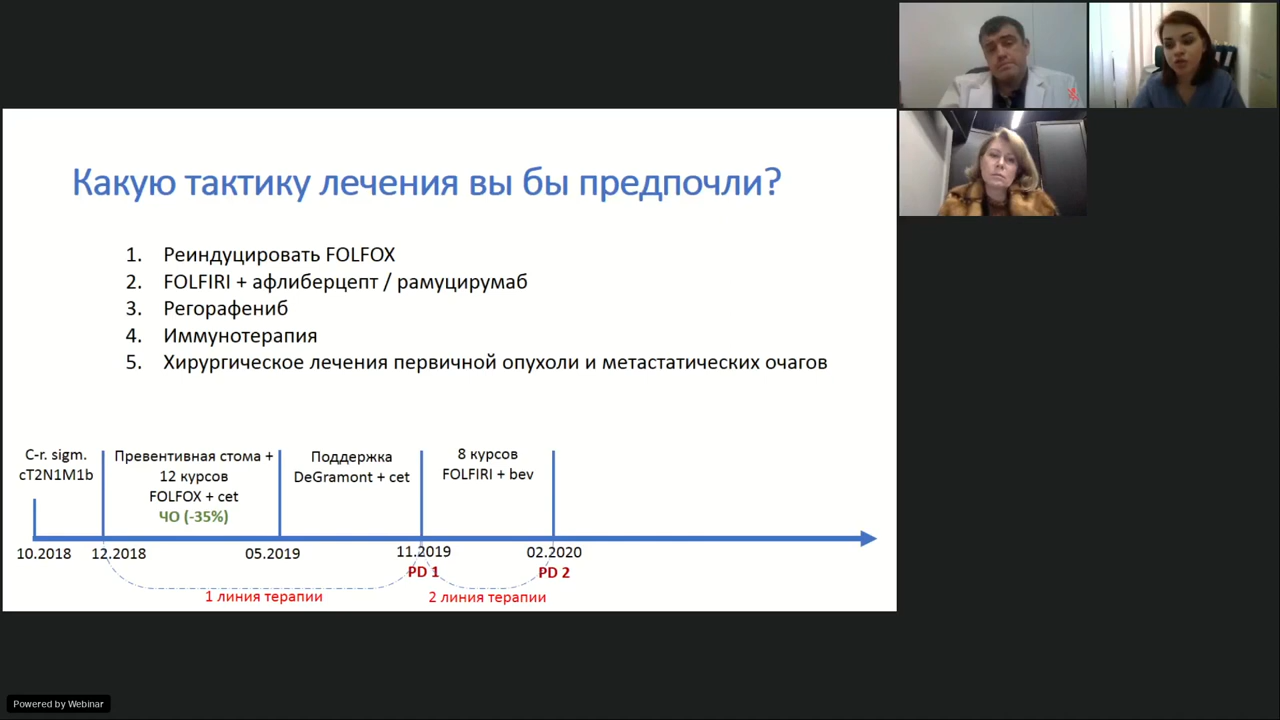 Какую тактику лечения вы бы предпочли?
1. Реиндуцировать FOLFOX
2. FOLFIRI + афлиберцепт / рамуцирумаб
3. Регорафениб
4. Иммунотерапия
5. Хирургическое лечения первичной опухоли и метастатических очагов
C-r. sigm.
cT2N1M1b
Превентивная стома +
12 курсов
FOLFOX + cet
ЧО (-35%)
Поддержка
DeGramont + cet
8 курсов
FOLFIRI + bev
10.2018
12.2018
05.2019
11.2019
02.2020
PD 1
PD 2
1 линия терапии
2 линия терапии
Powered by Webinar